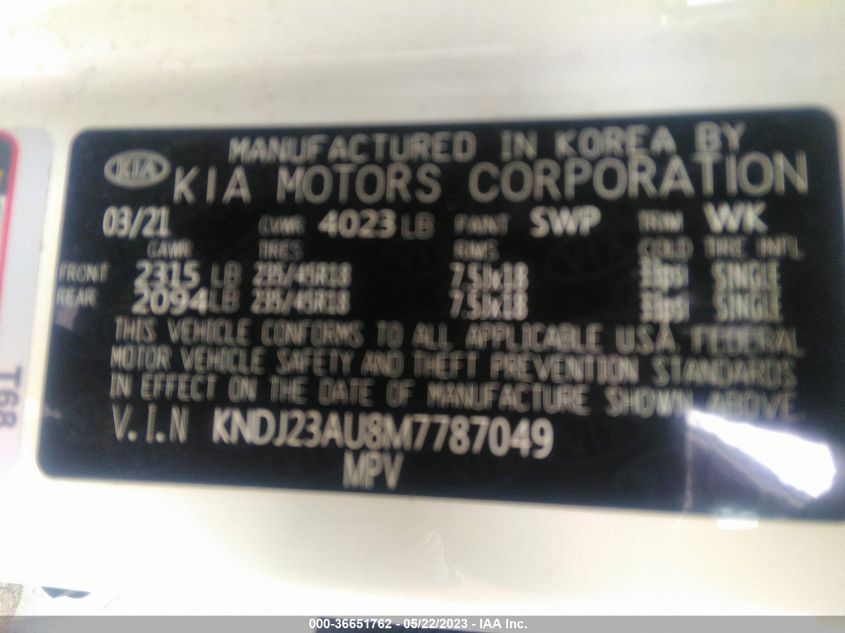 MANUFACTURED IN KOREA BY
KIA KIA MOTORS CORPORATION
03/21 GVWR 4023 LB PAINT SWP TRIM WK
GAWR TIRES RIMS COLD TIRE INFL
FRONT 2315 LB 235/45R18 7.5Jx18 SINGLE
REAR 2094 LB 235/45R18 7.5Jx18 SINGLE
THIS VEHICLE CONFORMS TO ALL APPLICABLE U.S.A. FEDERAL
MOTOR VEHICLE SAFETY AND THEFT PREVENTION STANDARDS
IN EFFECT ON THE DATE OF MANUFACTURE SHOWN ABOVE.
V.I.N KNDJ23AU8M7787049
MPV
T68
000-36651762 - 05/22/2023 - IAA Inc.